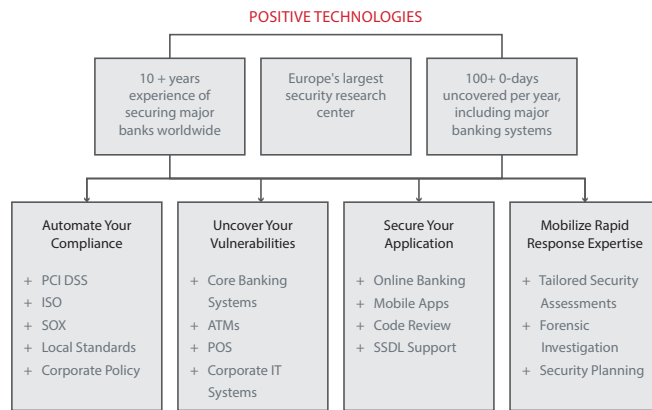 POSITIVE TECHNOLOGIES
10 + years
experience of
securing major
banks worldwide
Europe's largest
security research
center
100+ 0-days
uncovered per year,
including major
banking systems
Automate Your
Compliance
+ PCI DSS
+ ISO
+ SOX
+ Local Standards
+ Corporate Policy
Uncover Your
Vulnerabilities
+ Core Banking
Systems
+ ATMs
+ POS
+ Corporate IT
Systems
Secure Your
Application
+ Online Banking
+ Mobile Apps
+ Code Review
+ SSDL Support
Mobilize Rapid
Response Expertise
+ Tailored Security
Assessments
+ Forensic
Investigation
+ Security Planning